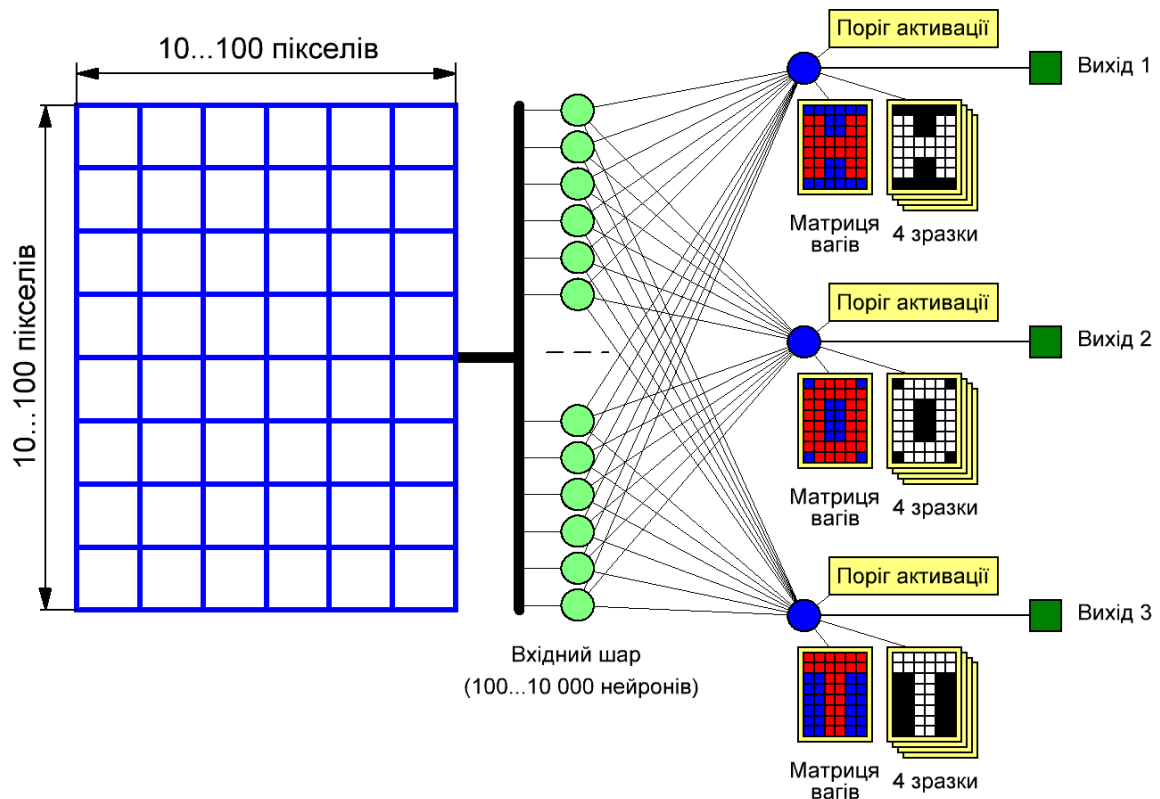 10...100 пікселів
10...100 пікселів
Вхідний шар
(100...10 000 нейронів)
Поріг активації
Вихід 1
Матриця
вагів
4 зразки
Поріг активації
Вихід 2
Матриця
вагів
4 зразки
Поріг активації
Вихід 3
Матриця
вагів
4 зразки